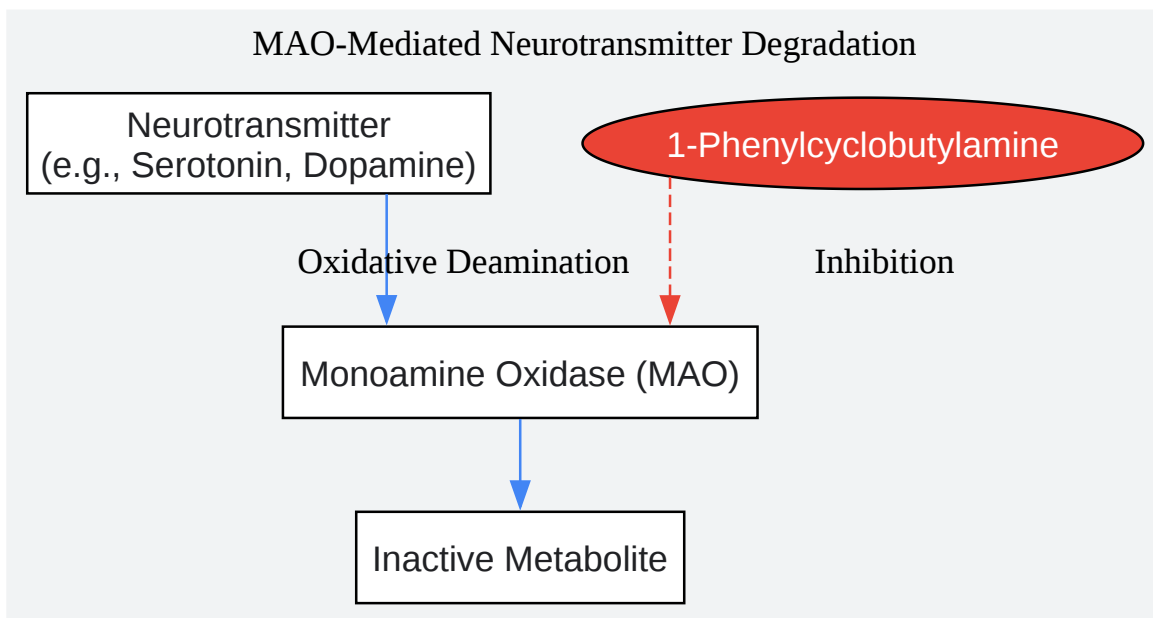 MAO-Mediated Neurotransmitter Degradation
Neurotransmitter
(e.g., Serotonin, Dopamine)
1-Phenylcyclobutylamine
Oxidative Deamination
Inhibition
Monoamine Oxidase (MAO)
Inactive Metabolite